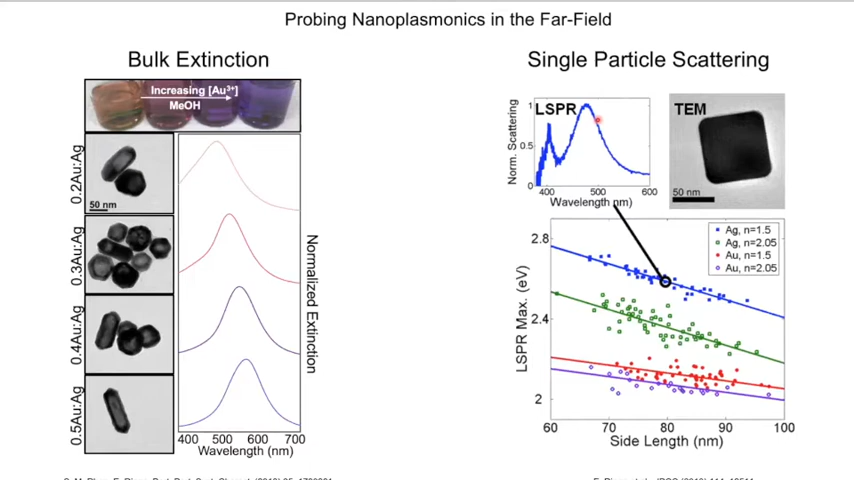 Probing Nanoplasmonics in the Far-Field
Bulk Extinction
Increasing [Au³⁺]
MeOH
0.2Au:Ag
50 nm
0.3Au:Ag
0.4Au:Ag
0.5Au:Ag
Normalized Extinction
400 500 600 700
Wavelength (nm)
Single Particle Scattering
LSPR
Norm. Scattering
1
0.5
0
400 500 600
Wavelength nm)
TEM
50 nm
Ag, n=1.5
Ag, n=2.05
Au, n=1.5
Au, n=2.05
LSPR Max. (eV)
2.8
2.4
2
60 70 80 90 100
Side Length (nm)